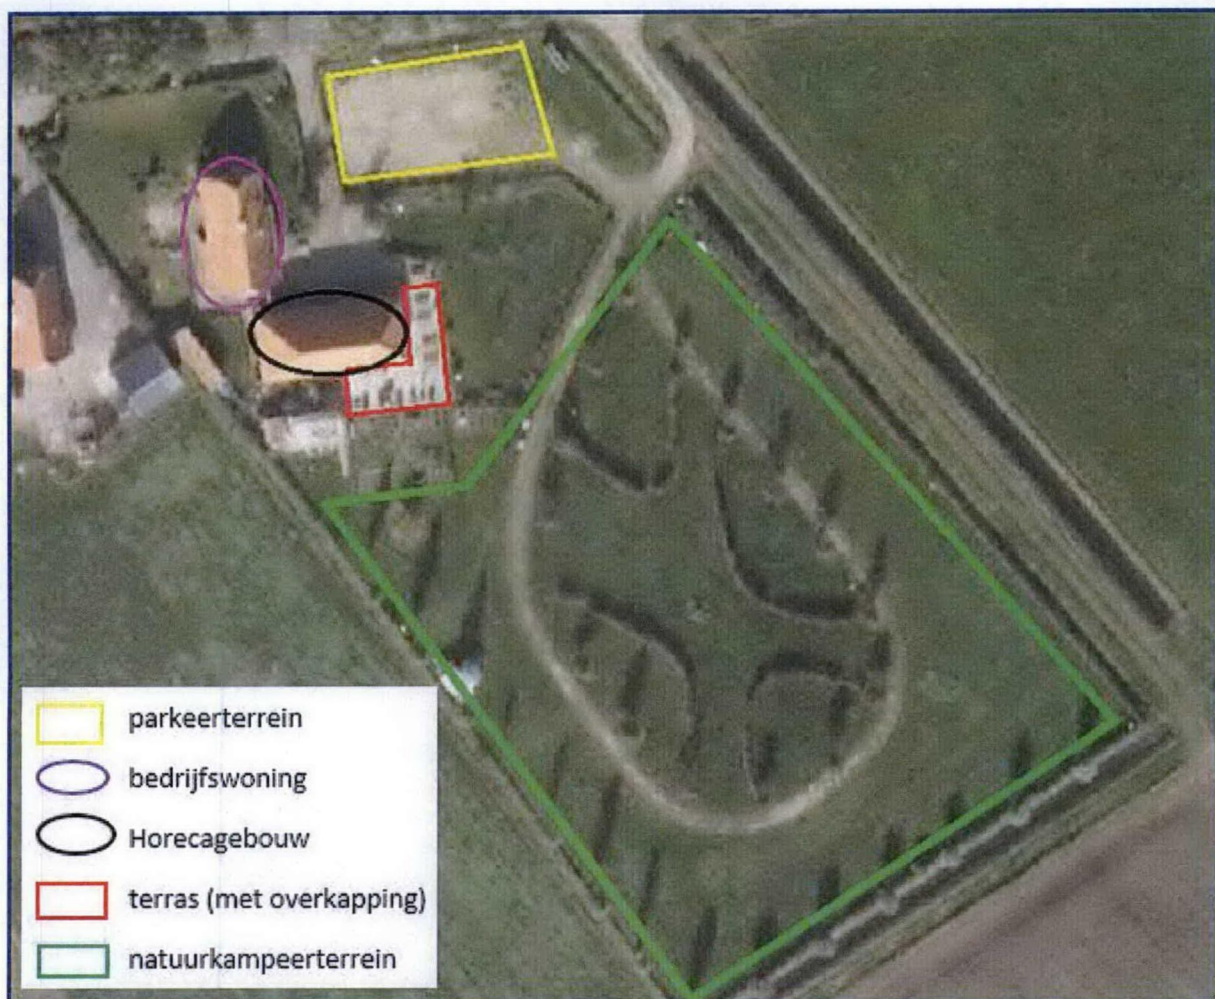 parkeerterrein
bedrijfswoning
Horecagebouw
terras (met overkapping)
natuurkampeerterrein